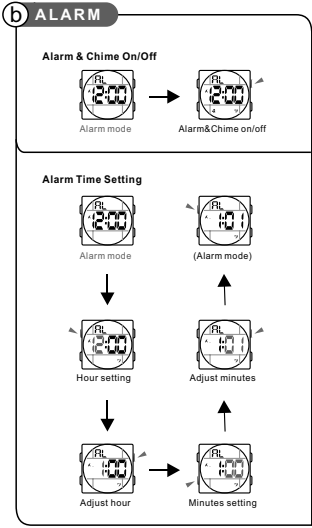 b ALARM
Alarm & Chime On/Off
AL
A 12:00
AL
A 12:00
Alarm mode
Alarm&Chime on/off
Alarm Time Setting
AL
A 12:00
AL
A 1:01
Alarm mode
(Alarm mode)
AL
A 12:00
AL
A 1:01
Hour setting
Adjust minutes
AL
A 1:00
AL
A 1:00
Adjust hour
Minutes setting